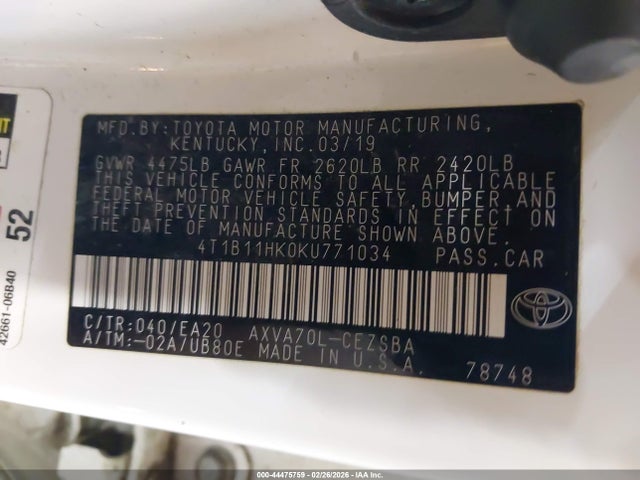 MFD.BY:TOYOTA MOTOR MANUFACTURING,
KENTUCKY, INC.03/19
GVWR 4475LB GAWR FR 2620LB RR 2420LB
THIS VEHICLE CONFORMS TO ALL APPLICABLE
FEDERAL MOTOR VEHICLE SAFETY,BUMPER,AND
THEFT PREVENTION STANDARDS IN EFFECT ON
THE DATE OF MANUFACTURE SHOWN ABOVE.
4T1B11HK0KU771034 PASS.CAR
C/TR:040/EA20 AXVA70L-CEZSBA
A/TM:-02A/UB80E MADE IN U.S.A.
78748
52
42661-06B40
000-44475759 | 02/26/2026 | IAA Inc.